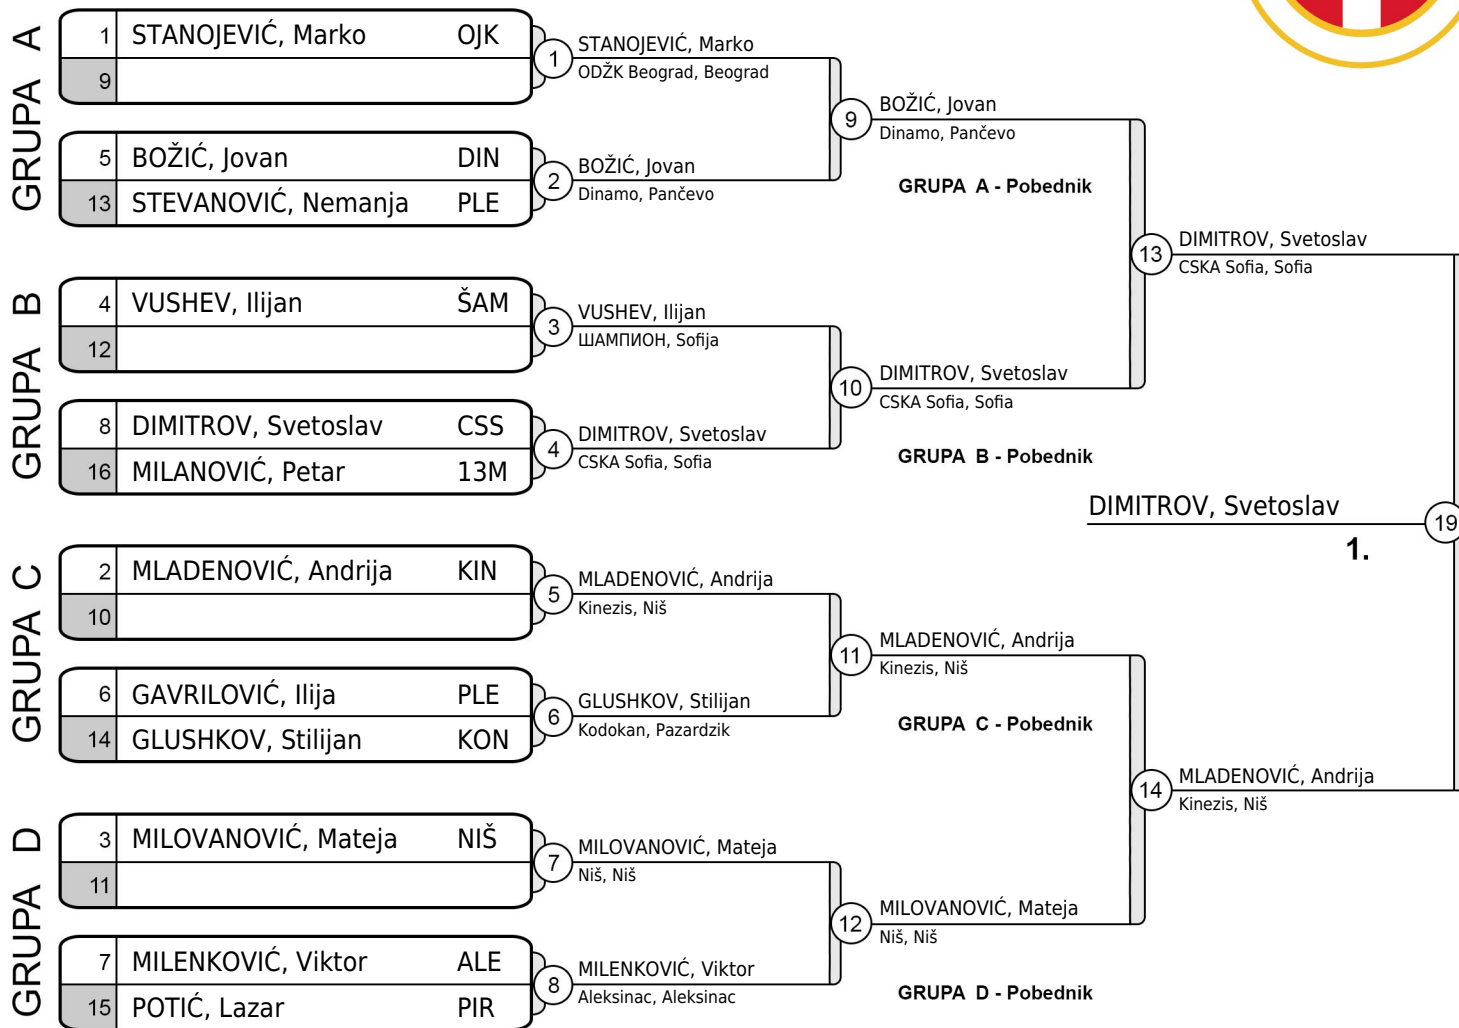 GRUPA A
1 STANOJEVIĆ, Marko OJK
9
5 BOŽIĆ, Jovan DIN
13 STEVANOVIĆ, Nemanja PLE
GRUPA B
4 VUSHEV, Ilijan ŠAM
12
8 DIMITROV, Svetoslav CSS
16 MILANOVIĆ, Petar 13M
GRUPA C
2 MLADENOVIĆ, Andrija KIN
10
6 GAVRILOVIĆ, Ilija PLE
14 GLUSHKOV, Stilijan KON
GRUPA D
3 MILOVANOVIĆ, Mateja NIŠ
11
7 MILENKOVIĆ, Viktor ALE
15 POTIĆ, Lazar PIR
1 STANOJEVIĆ, Marko
ODŽK Beograd, Beograd
2 BOŽIĆ, Jovan
Dinamo, Pančevo
3 VUSHEV, Ilijan
ШАМПИОН, Sofija
4 DIMITROV, Svetoslav
CSKA Sofia, Sofia
5 MLADENOVIĆ, Andrija
Kinezis, Niš
6 GLUSHKOV, Stilijan
Kodokan, Pazardzik
7 MILOVANOVIĆ, Mateja
Niš, Niš
8 MILENKOVIĆ, Viktor
Aleksinac, Aleksinac
9 BOŽIĆ, Jovan
Dinamo, Pančevo
GRUPA A - Pobednik
10 DIMITROV, Svetoslav
CSKA Sofia, Sofia
GRUPA B - Pobednik
11 MLADENOVIĆ, Andrija
Kinezis, Niš
GRUPA C - Pobednik
12 MILOVANOVIĆ, Mateja
Niš, Niš
GRUPA D - Pobednik
13 DIMITROV, Svetoslav
CSKA Sofia, Sofia
14 MLADENOVIĆ, Andrija
Kinezis, Niš
DIMITROV, Svetoslav 19
1.